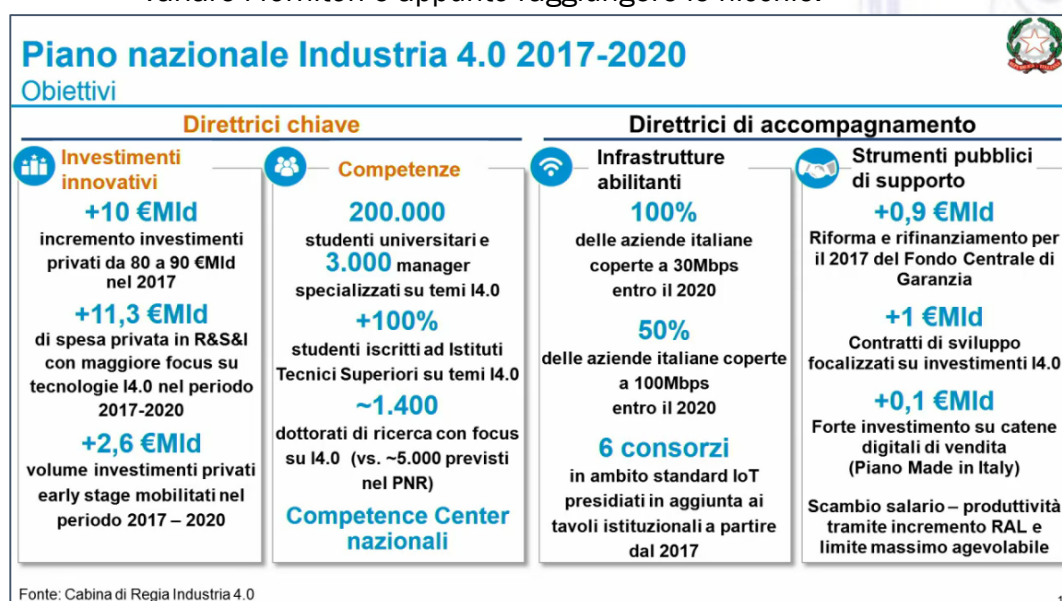 variare i fornitori e appunto raggiungere le nicchie.
Piano nazionale Industria 4.0 2017-2020
Obiettivi
Direttrici chiave
Direttrici di accompagnamento
Investimenti
innovativi
+10 €Mld
incremento investimenti
privati da 80 a 90 €Mld
nel 2017
+11,3 €Mld
di spesa privata in R&S&I
con maggiore focus su
tecnologie I4.0 nel periodo
2017-2020
+2,6 €Mld
volume investimenti privati
early stage mobilitati nel
periodo 2017 – 2020
Competenze
200.000
studenti universitari e
3.000 manager
specializzati su temi I4.0
+100%
studenti iscritti ad Istituti
Tecnici Superiori su temi I4.0
~1.400
dottorati di ricerca con focus
su I4.0 (vs. ~5.000 previsti
nel PNR)
Competence Center
nazionali
Infrastrutture
abilitanti
100%
delle aziende italiane
coperte a 30Mbps
entro il 2020
50%
delle aziende italiane coperte
a 100Mbps
entro il 2020
6 consorzi
in ambito standard IoT
presidiati in aggiunta ai
tavoli istituzionali a partire
dal 2017
Strumenti pubblici
di supporto
+0,9 €Mld
Riforma e rifinanziamento per
il 2017 del Fondo Centrale di
Garanzia
+1 €Mld
Contratti di sviluppo
focalizzati su investimenti I4.0
+0,1 €Mld
Forte investimento su catene
digitali di vendita
(Piano Made in Italy)
Scambio salario – produttività
tramite incremento RAL e
limite massimo agevolabile
Fonte: Cabina di Regia Industria 4.0